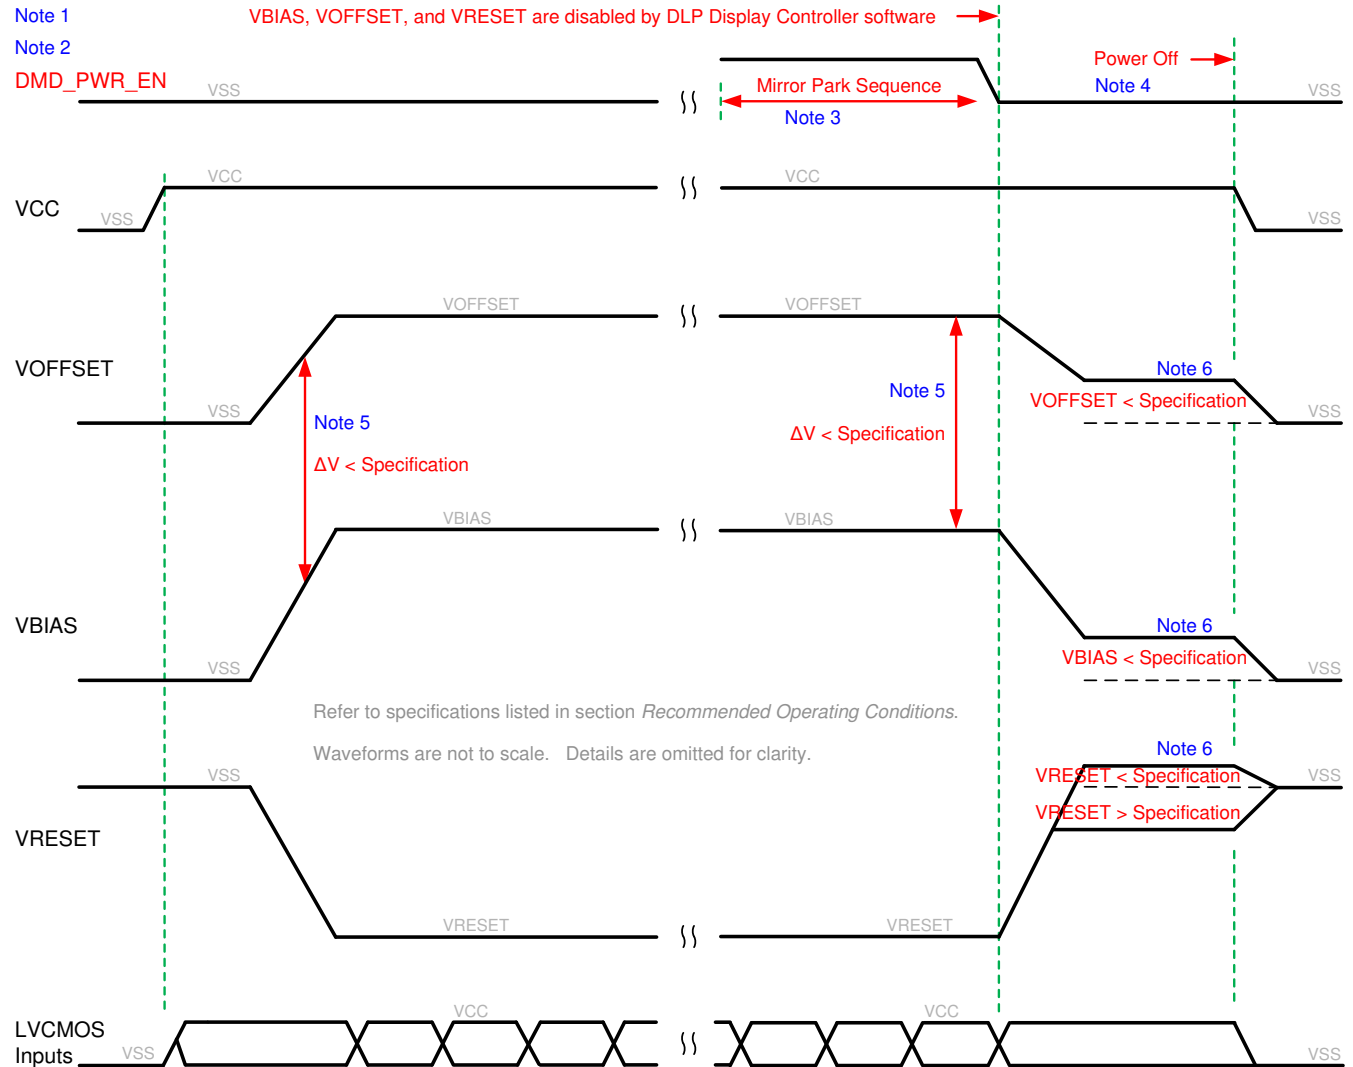 Note 1
VBIAS, VOFFSET, and VRESET are disabled by DLP Display Controller software
Note 2
DMD_PWR_EN
VSS
Mirror Park Sequence
Note 3
Power Off
Note 4
VSS
VCC
VSS
VCC
VCC
VSS
VOFFSET
VSS
VOFFSET
Note 5
ΔV < Specification
VOFFSET
Note 5
ΔV < Specification
Note 6
VOFFSET < Specification
VSS
VBIAS
VSS
VBIAS
VBIAS
Note 6
VBIAS < Specification
VSS
Refer to specifications listed in section Recommended Operating Conditions.
Waveforms are not to scale. Details are omitted for clarity.
VRESET
VSS
VRESET
VRESET
Note 6
VRESET < Specification
VRESET > Specification
VSS
LVCMOS
Inputs
VSS
VCC
VCC
VSS